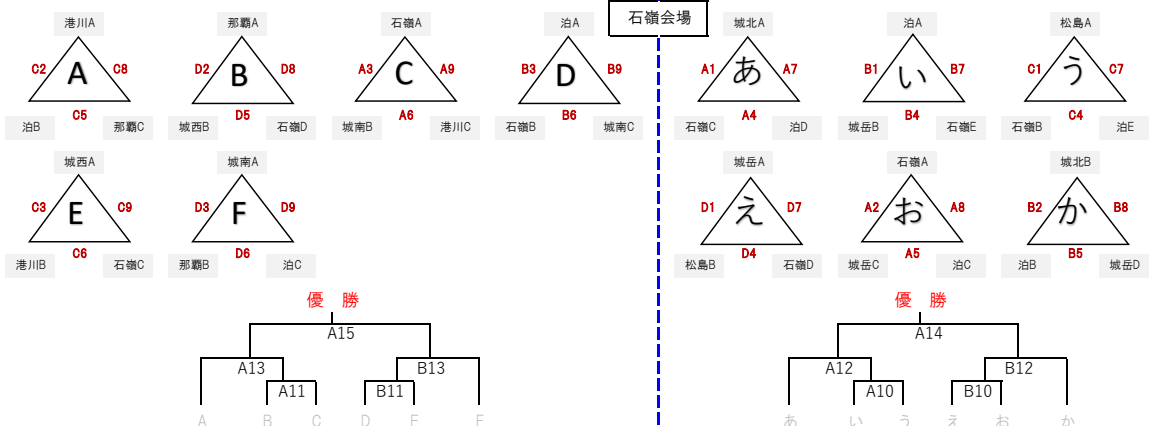 石嶺会場
港川A 那覇A 石嶺A 泊A
C2 A C8 D2 B D8 A3 C A9 B3 D B9
C5 D5 A6 B6
泊B 那覇C 城西B 石嶺D 城南B 港川C 石嶺B 城南C
城西A 城南A
C3 E C9 D3 F D9
C6 D6
港川B 石嶺C 那覇B 泊C
優 勝
A15
A13 B13
A11 B11
A B C D E F
城北A 泊A 松島A
A1 あ A7 B1 い B7 C1 う C7
A4 B4 C4
石嶺C 泊D 城岳B 石嶺E 石嶺B 泊E
城岳A 石嶺A 城北B
D1 え D7 A2 お A8 B2 か B8
D4 A5 B5
松島B 石嶺D 城岳C 泊C 泊B 城岳D
優 勝
A14
A12 B12
A10 B10
あ い う え お か